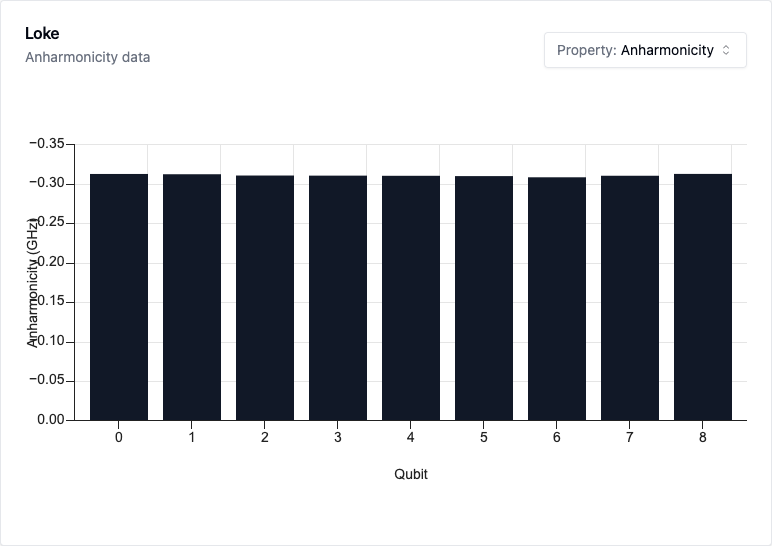 Loke
Anharmonicity data
Property: Anharmonicity
−0.35
−0.30
−0.25
−0.20
−0.15
−0.10
−0.05
0.00
Anharmonicity (GHz)
0 1 2 3 4 5 6 7 8
Qubit